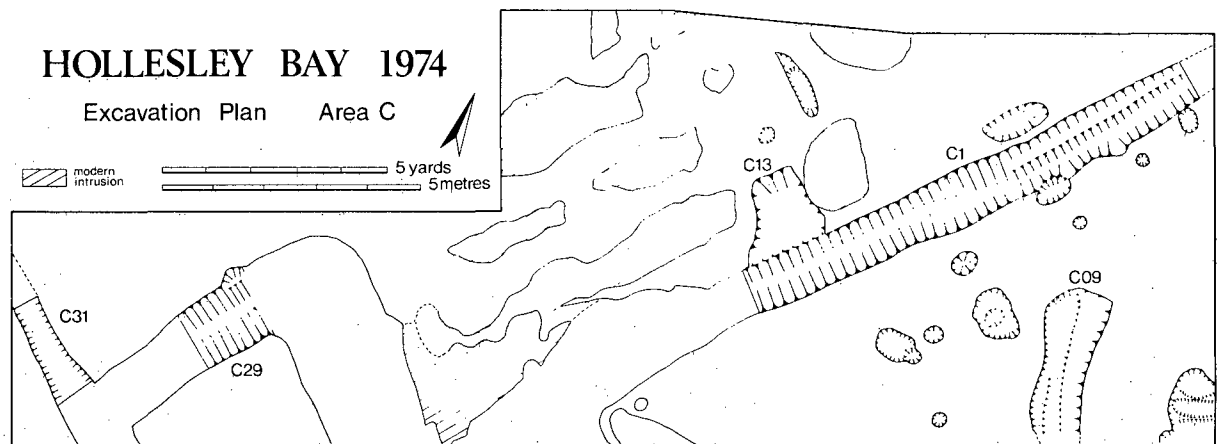 HOLLESLEY BAY 1974
Excavation Plan Area C
modern
intrusion
5 yards
5 metres
C13
C1
C09
C31
C29